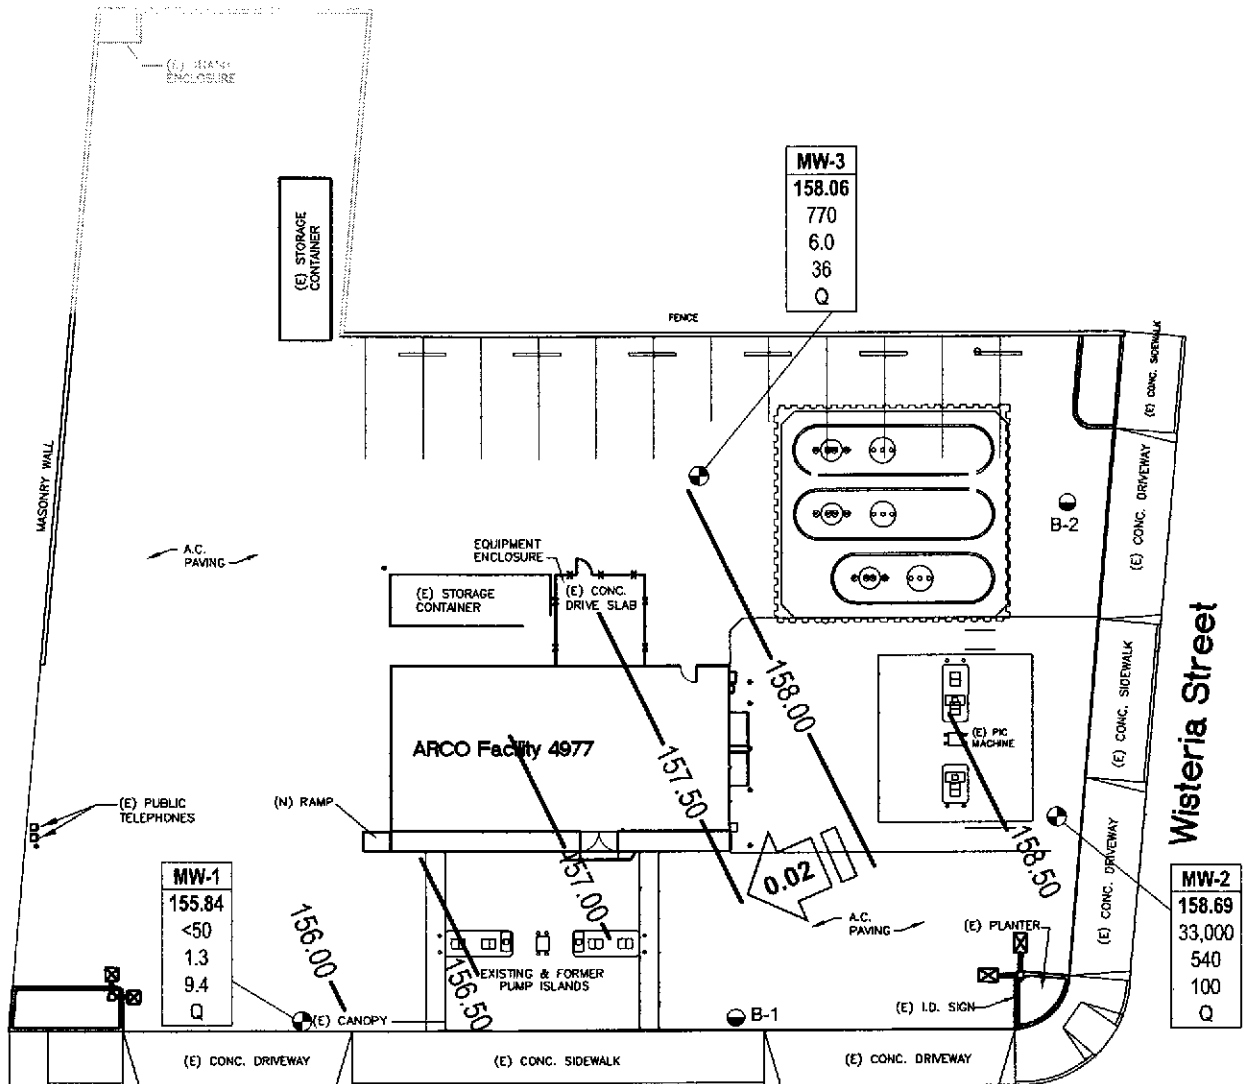 (E) TRASH
ENCLOSURE
(E) STORAGE
CONTAINER
MW-3
158.06
770
6.0
36
Q
FENCE
(E) CONC. SIDEWALK
MASONRY WALL
A.C.
PAVING
EQUIPMENT
ENCLOSURE
(E) STORAGE
CONTAINER
(E) CONC.
DRIVE SLAB
B-2
(E) CONC. DRIVEWAY
Wisteria Street
158.00
(E) CONC. SIDEWALK
ARCO Facility 4977
157.50
(E) PIC
MACHINE
(E) PUBLIC
TELEPHONES
(N) RAMP
157.00
0.02
158.50
(E) CONC. DRIVEWAY
MW-1
155.84
<50
1.3
9.4
Q
156.00
A.C.
PAVING
(E) PLANTER
MW-2
158.69
33,000
540
100
Q
EXISTING & FORMER
PUMP ISLANDS
156.50
(E) CANOPY
B-1
(E) I.D. SIGN
(E) CONC. DRIVEWAY
(E) CONC. SIDEWALK
(E) CONC. DRIVEWAY